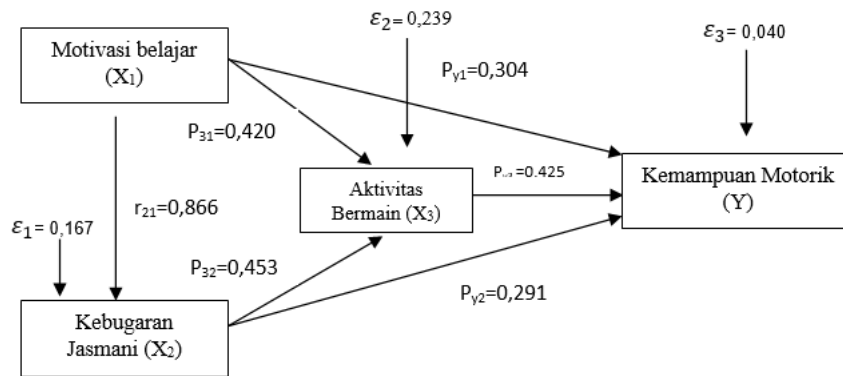 ε2 = 0,239
ε3 = 0,040
Motivasi belajar
(X1)
Py1=0,304
P31=0,420
Aktivitas
Bermain (X3)
=0.425
Kemampuan Motorik
(Y)
r21=0,866
ε1 = 0,167
P32=0,453
Py2=0,291
Kebugaran
Jasmani (X2)